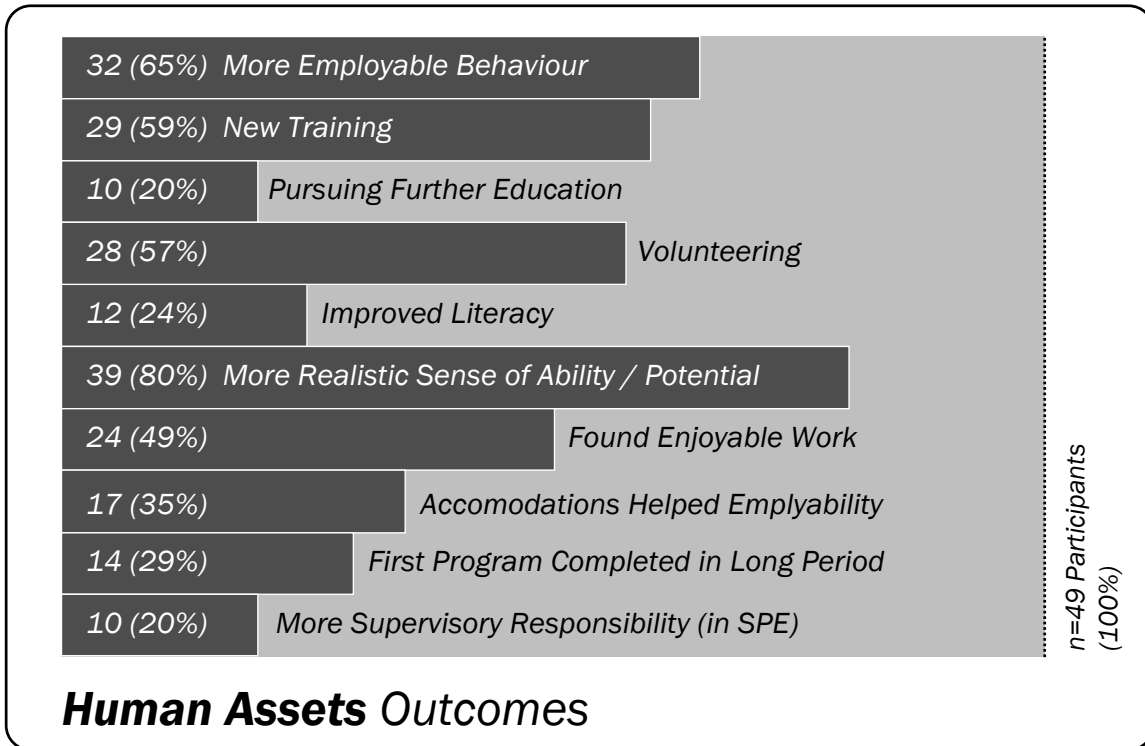 32 (65%) More Employable Behaviour
29 (59%) New Training
10 (20%) Pursuing Further Education
28 (57%) Volunteering
12 (24%) Improved Literacy
39 (80%) More Realistic Sense of Ability / Potential
24 (49%) Found Enjoyable Work
17 (35%) Accomodations Helped Emplyability
14 (29%) First Program Completed in Long Period
10 (20%) More Supervisory Responsibility (in SPE)
n=49 Participants
(100%)
Human Assets Outcomes